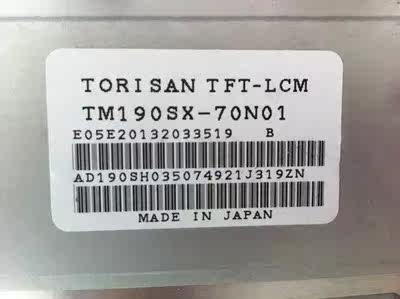 TORISAN TFT-LCM
TM190SX-70N01
E05E20132033519 B
AD190SH035074921J319ZN
MADE IN JAPAN